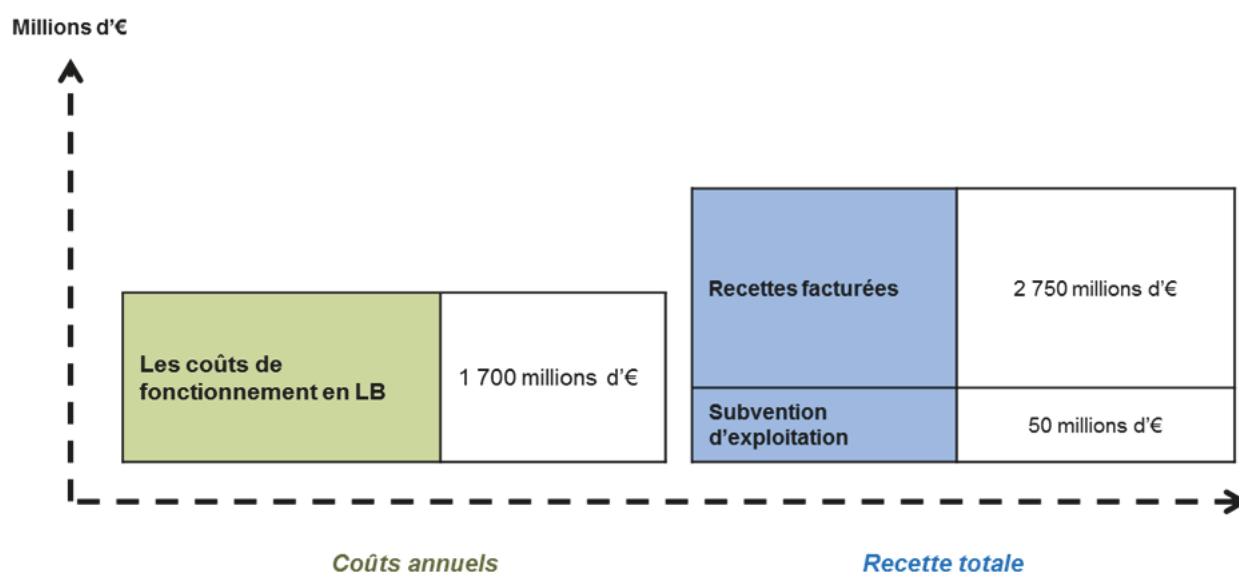 Millions d'€
Les coûts de
fonctionnement en LB
1 700 millions d'€
Recettes facturées
2 750 millions d'€
Subvention
d'exploitation
50 millions d'€
Coûts annuels
Recette totale